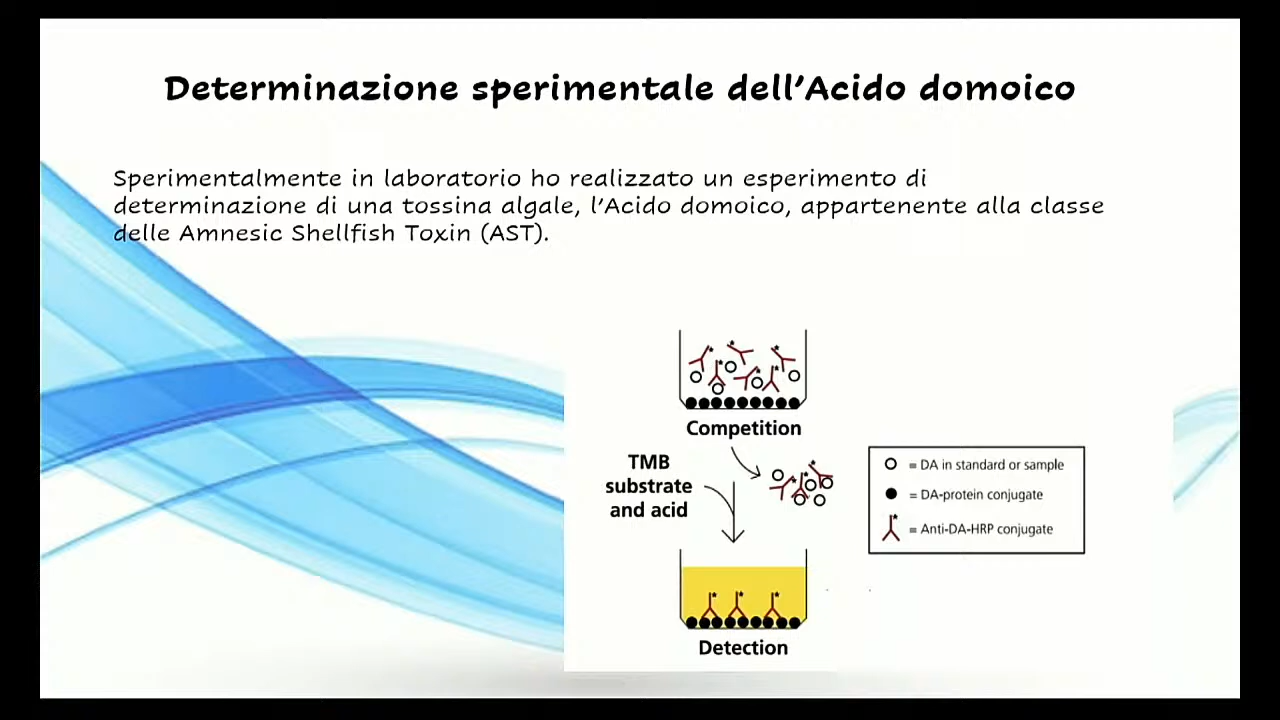 Determinazione sperimentale dell’Acido domoico
Sperimentalmente in laboratorio ho realizzato un esperimento di
determinazione di una tossina algale, l’Acido domoico, appartenente alla classe
delle Amnesic Shellfish Toxin (AST).
Competition
TMB
substrate
and acid
= DA in standard or sample
= DA-protein conjugate
= Anti-DA-HRP conjugate
Detection